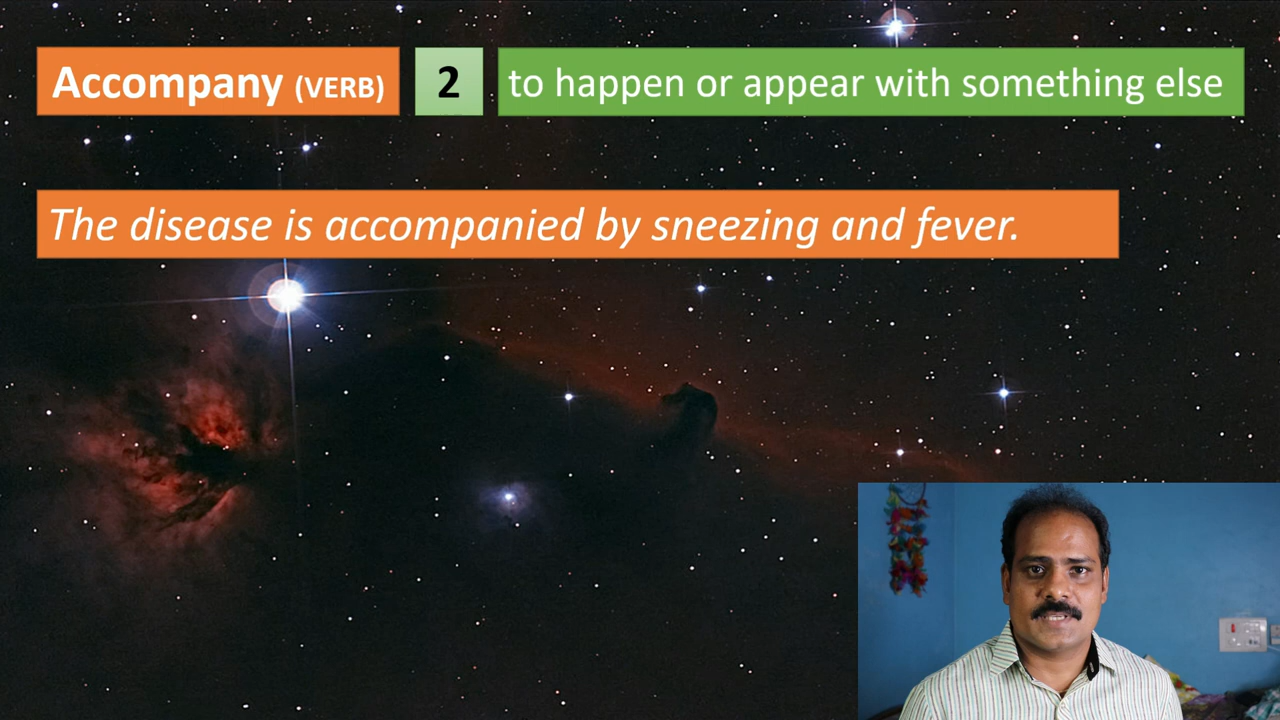 Accompany (VERB) 2 to happen or appear with something else
The disease is accompanied by sneezing and fever.